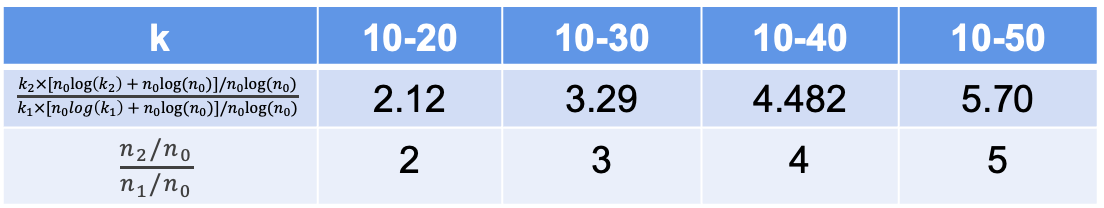 k 10-20 10-30 10-40 10-50
k₂×[n₀log(k₂) + n₀log(n₀)]/n₀log(n₀)
k₁×[n₀log(k₁) + n₀log(n₀)]/n₀log(n₀)
2.12 3.29 4.482 5.70
n₂/n₀
n₁/n₀
2 3 4 5